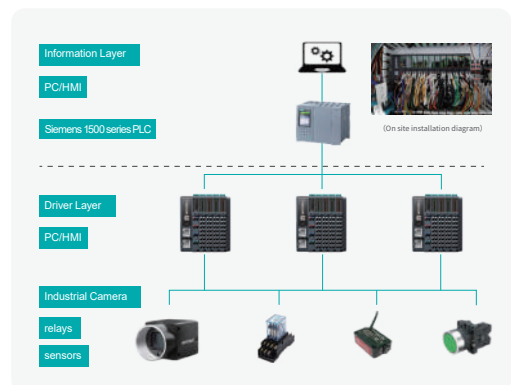 Information Layer
PC/HMI
Siemens 1500 series PLC
(On site installation diagram)
Driver Layer
PC/HMI
Industrial Camera
relays
sensors